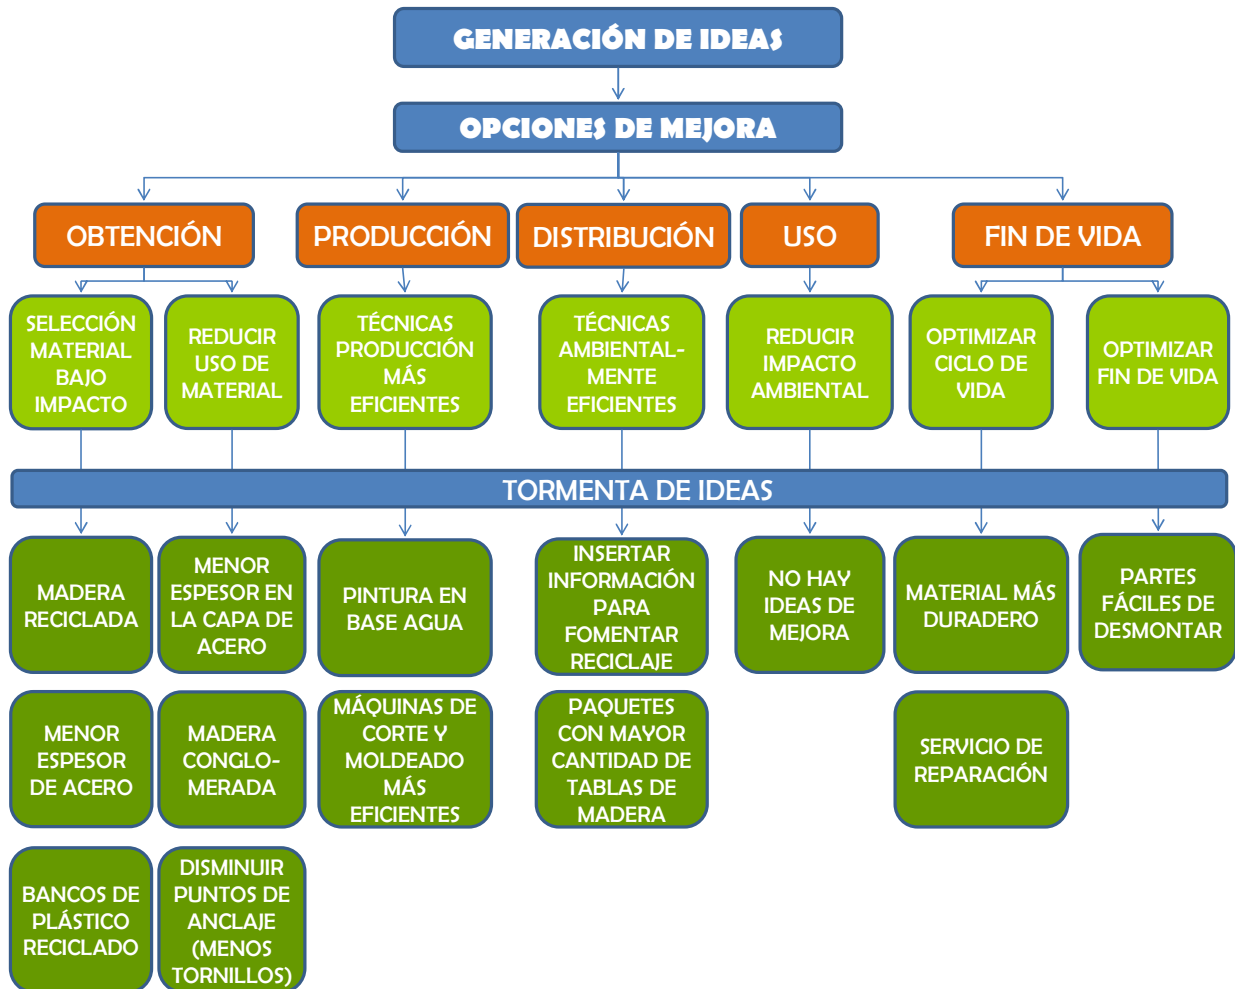 GENERACIÓN DE IDEAS
OPCIONES DE MEJORA
OBTENCIÓN
PRODUCCIÓN
DISTRIBUCIÓN
USO
FIN DE VIDA
SELECCIÓN
MATERIAL
BAJO
IMPACTO
REDUCIR
USO DE
MATERIAL
TÉCNICAS
PRODUCCIÓN
MÁS
EFICIENTES
TÉCNICAS
AMBIENTAL-
MENTE
EFICIENTES
REDUCIR
IMPACTO
AMBIENTAL
OPTIMIZAR
CICLO DE
VIDA
OPTIMIZAR
FIN DE VIDA
TORMENTA DE IDEAS
MADERA
RECICLADA
MENOR
ESPESOR EN
LA CAPA DE
ACERO
PINTURA EN
BASE AGUA
INSERTAR
INFORMACIÓN
PARA
FOMENTAR
RECICLAJE
NO HAY
IDEAS DE
MEJORA
MATERIAL MÁS
DURADERO
PARTES
FÁCILES DE
DESMONTAR
MENOR
ESPESOR
DE ACERO
MADERA
CONGLO-
MERADA
MÁQUINAS DE
CORTE Y
MOLDEADO
MÁS
EFICIENTES
PAQUETES
CON MAYOR
CANTIDAD DE
TABLAS DE
MADERA
SERVICIO DE
REPARACIÓN
BANCOS DE
PLÁSTICO
RECICLADO
DISMINUIR
PUNTOS DE
ANCLAJE
(MENOS
TORNILLOS)